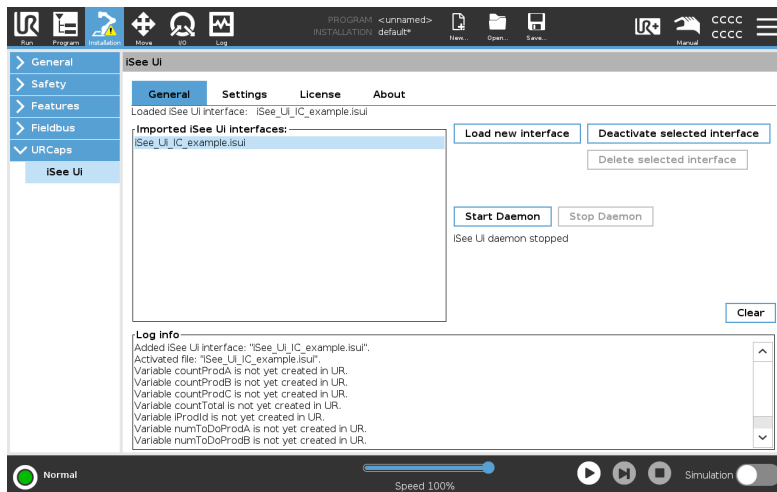 PROGRAM <unnamed>
INSTALLATION default*
UR
UR+
CCCC
CCCC
Run Program Installation Move I/O Log New... Open... Save... Manual
General
Safety
Features
Fieldbus
URCaps
iSee Ui
iSee Ui
General Settings License About
Loaded iSee Ui interface: iSee_Ui_IC_example.isui
Imported iSee Ui interfaces:
iSee_Ui_IC_example.isui
Load new interface Deactivate selected interface
Delete selected interface
Start Daemon Stop Daemon
iSee Ui daemon stopped
Clear
Log info
Added iSee Ui interface: "iSee_Ui_IC_example.isui".
Activated file: "iSee_Ui_IC_example.isui".
Variable countProdA is not yet created in UR.
Variable countProdB is not yet created in UR.
Variable countProdC is not yet created in UR.
Variable countTotal is not yet created in UR.
Variable iProdId is not yet created in UR.
Variable numToDoProdA is not yet created in UR.
Variable numToDoProdB is not yet created in UR.
Normal
Speed 100%
Simulation